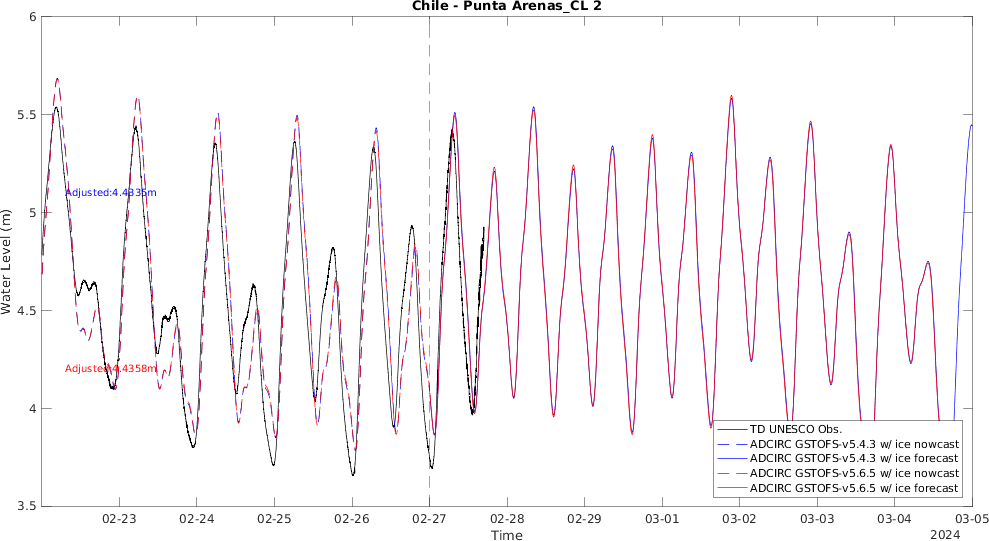 Chile - Punta Arenas_CL 2
Water Level (m)
6
5.5
5
4.5
4
3.5
Adjusted:4.4335m
Adjusted:4.4358m
TD UNESCO Obs.
ADCIRC GSTOFS-v5.4.3 w/ ice nowcast
ADCIRC GSTOFS-v5.4.3 w/ ice forecast
ADCIRC GSTOFS-v5.6.5 w/ ice nowcast
ADCIRC GSTOFS-v5.6.5 w/ ice forecast
02-23 02-24 02-25 02-26 02-27 02-28 02-29 03-01 03-02 03-03 03-04 03-05
Time
2024